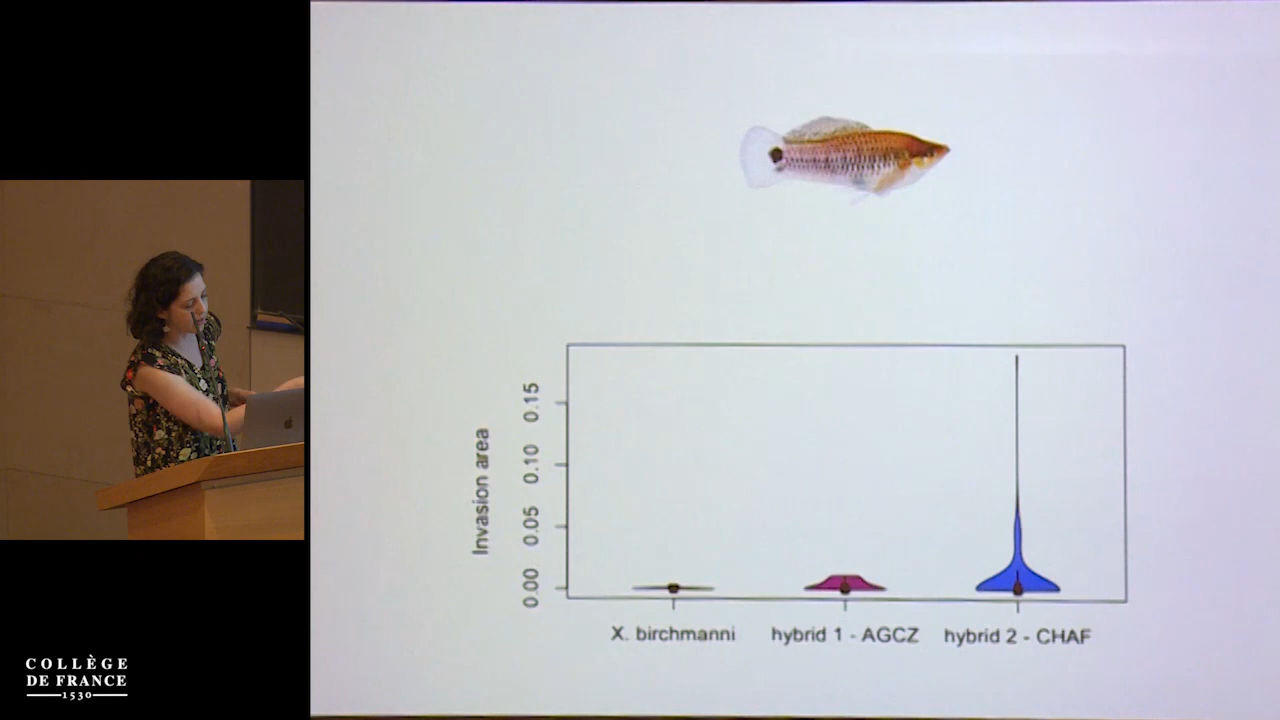 Invasion area
0.15
0.10
0.05
0.00
X. birchmanni
hybrid 1 - AGCZ
hybrid 2 - CHAF
COLLÈGE
DE FRANCE
1530